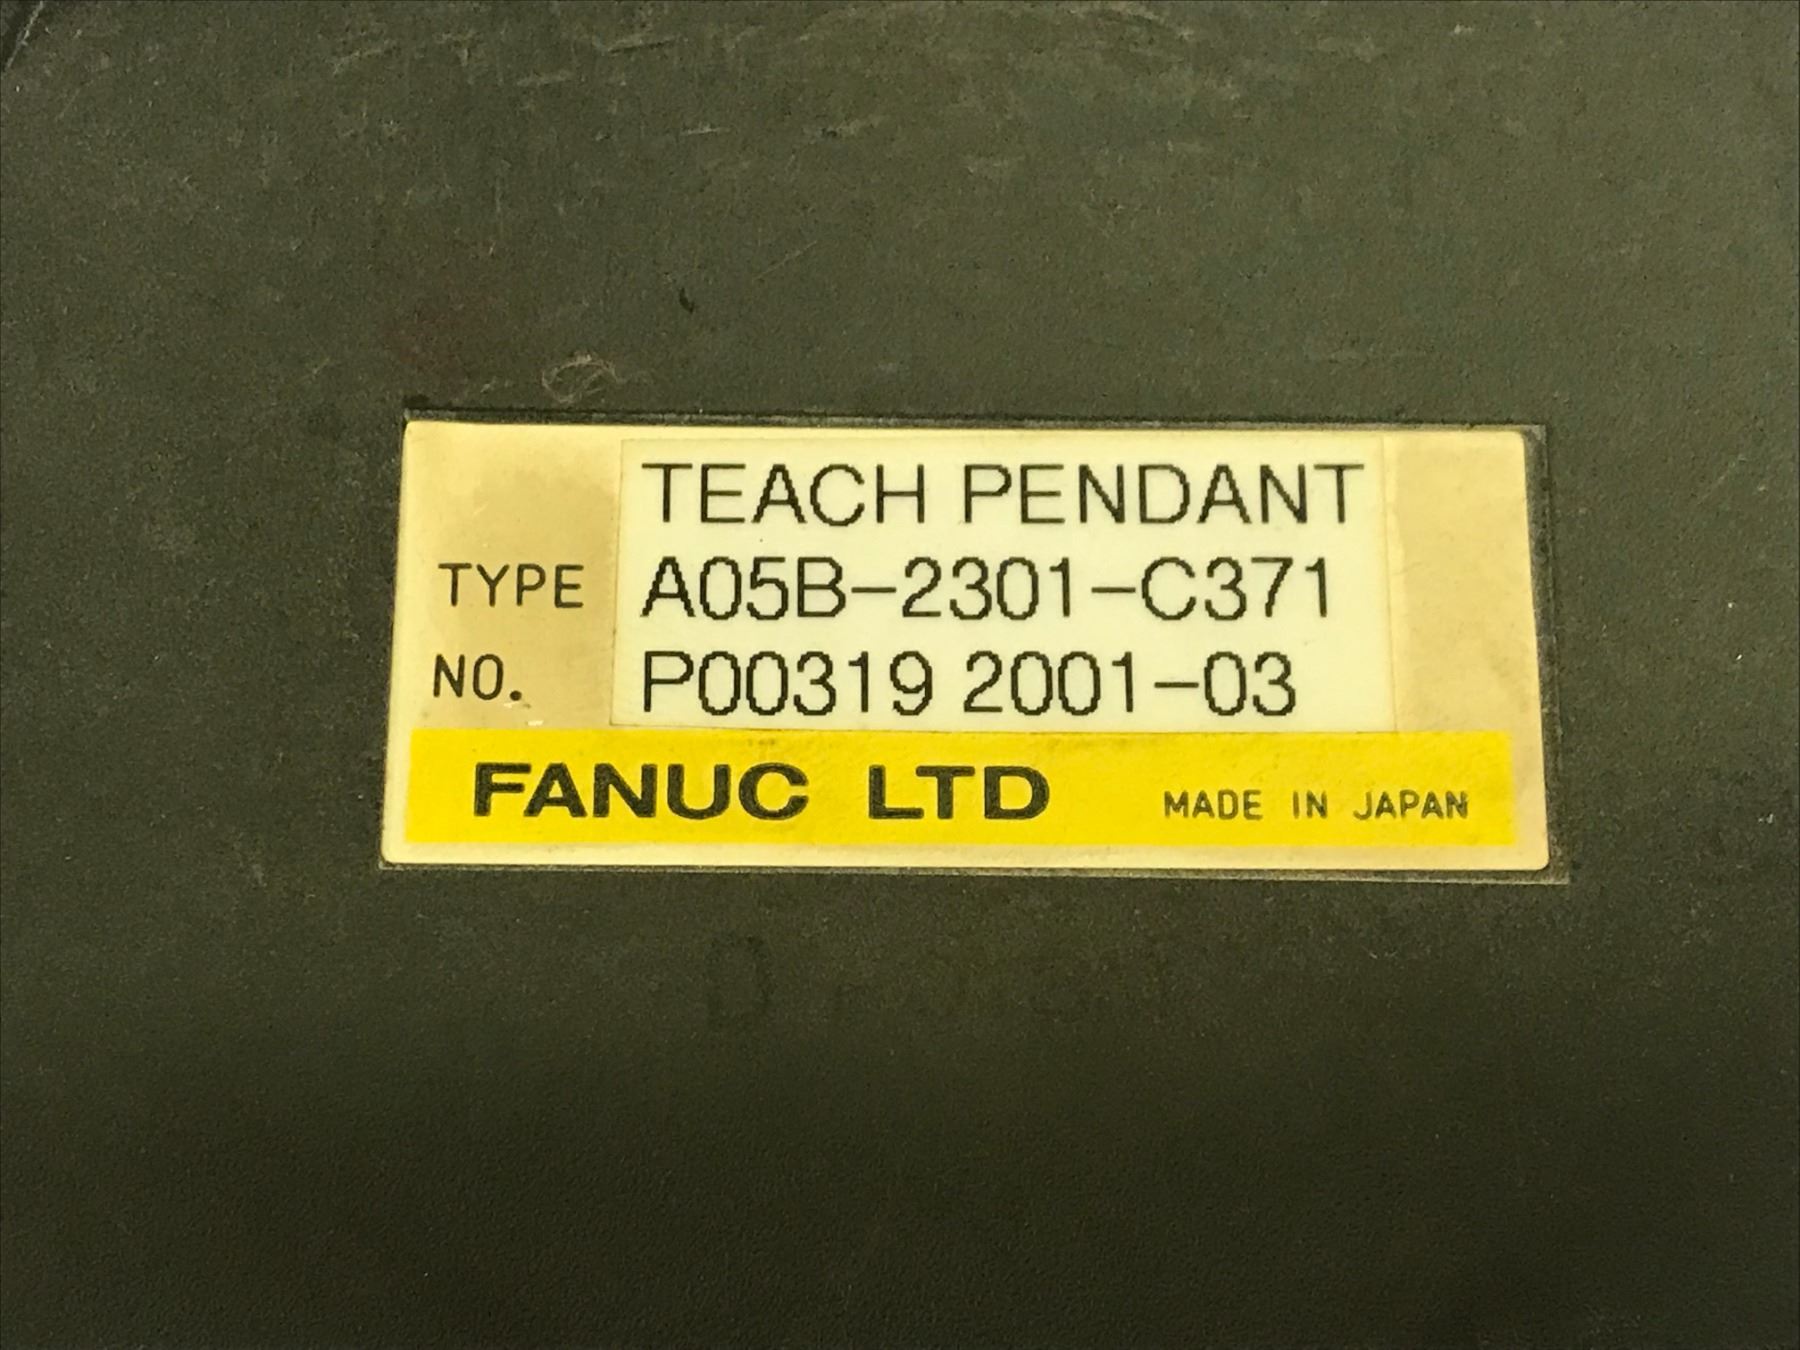 TEACH PENDANT
TYPE A05B-2301-C371
NO. P00319 2001-03
FANUC LTD MADE IN JAPAN